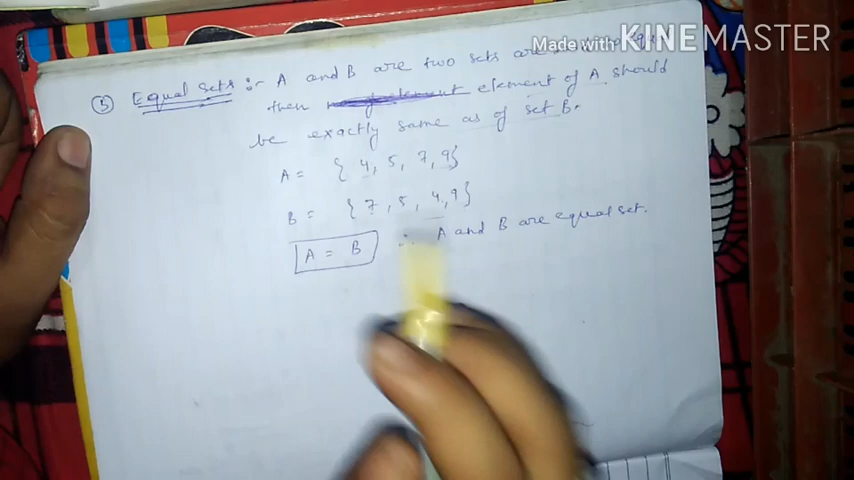 Made with KINEMASTER
⑤ Equal sets :- A and B are two sets are
then element of A should
be exactly same as of set B.
A = { 4, 5, 7, 9}
B = { 7, 5, 4, 9}
A = B ∴ A and B are equal set.